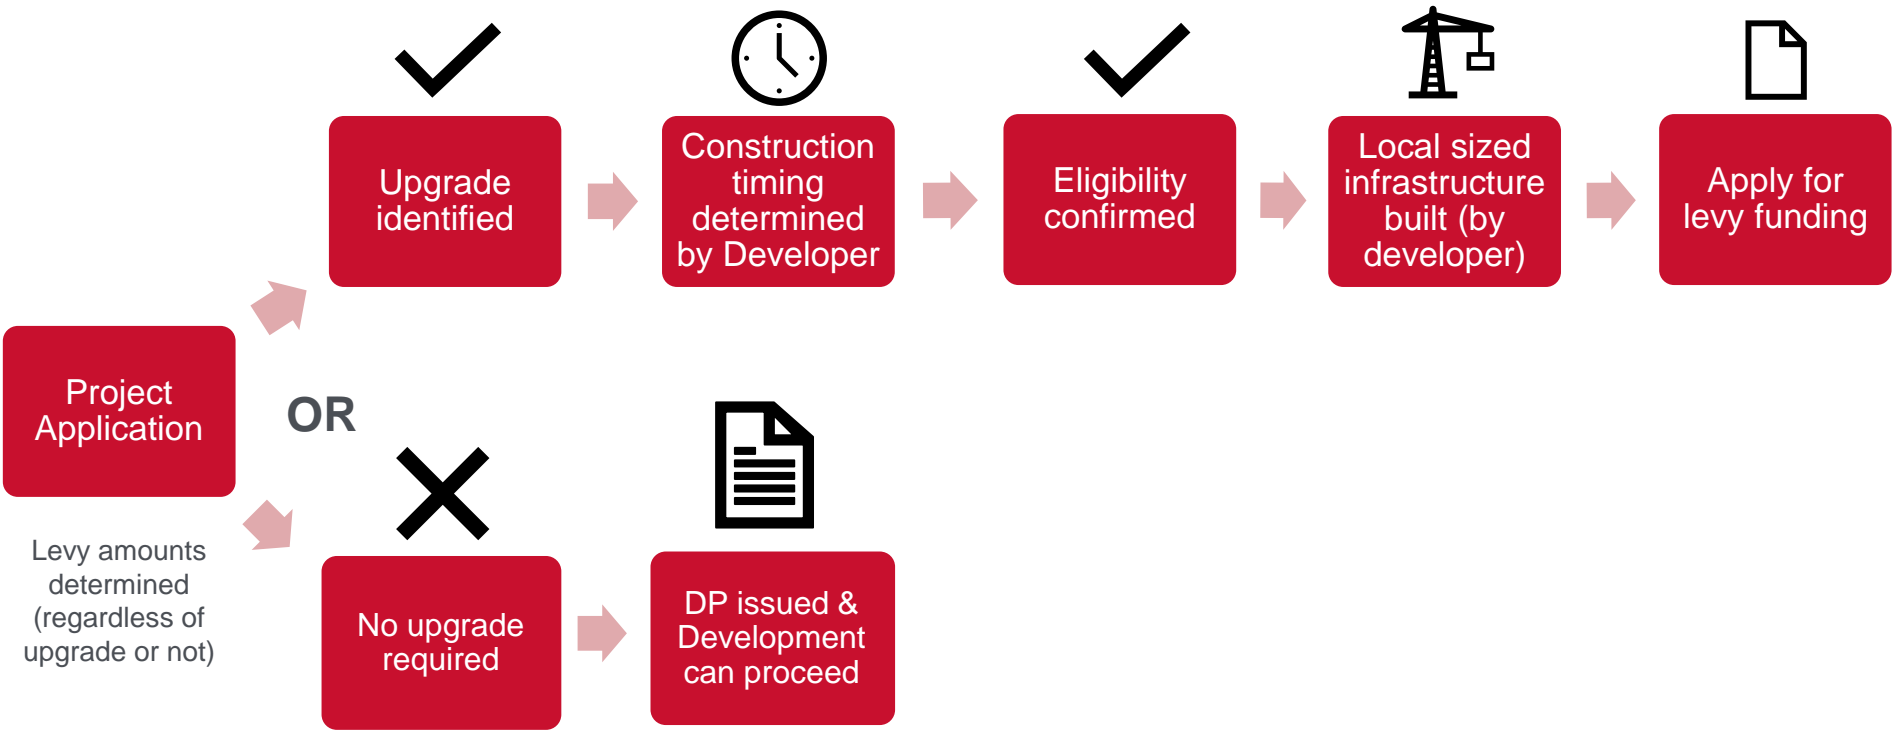 Project
Application
Levy amounts
determined
(regardless of
upgrade or not)
OR
Upgrade
identified
Construction
timing
determined
by Developer
Eligibility
confirmed
Local sized
infrastructure
built (by
developer)
Apply for
levy funding
No upgrade
required
DP issued &
Development
can proceed